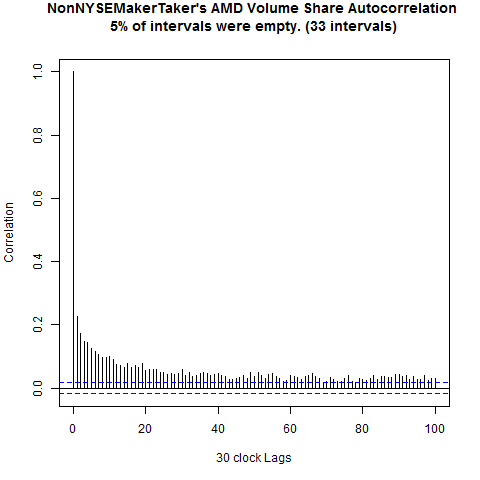 NonNYSEMakerTaker's AMD Volume Share Autocorrelation
5% of intervals were empty. (33 intervals)
1.0
0.8
0.6
0.4
0.2
0.0
Correlation
0 20 40 60 80 100
30 clock Lags